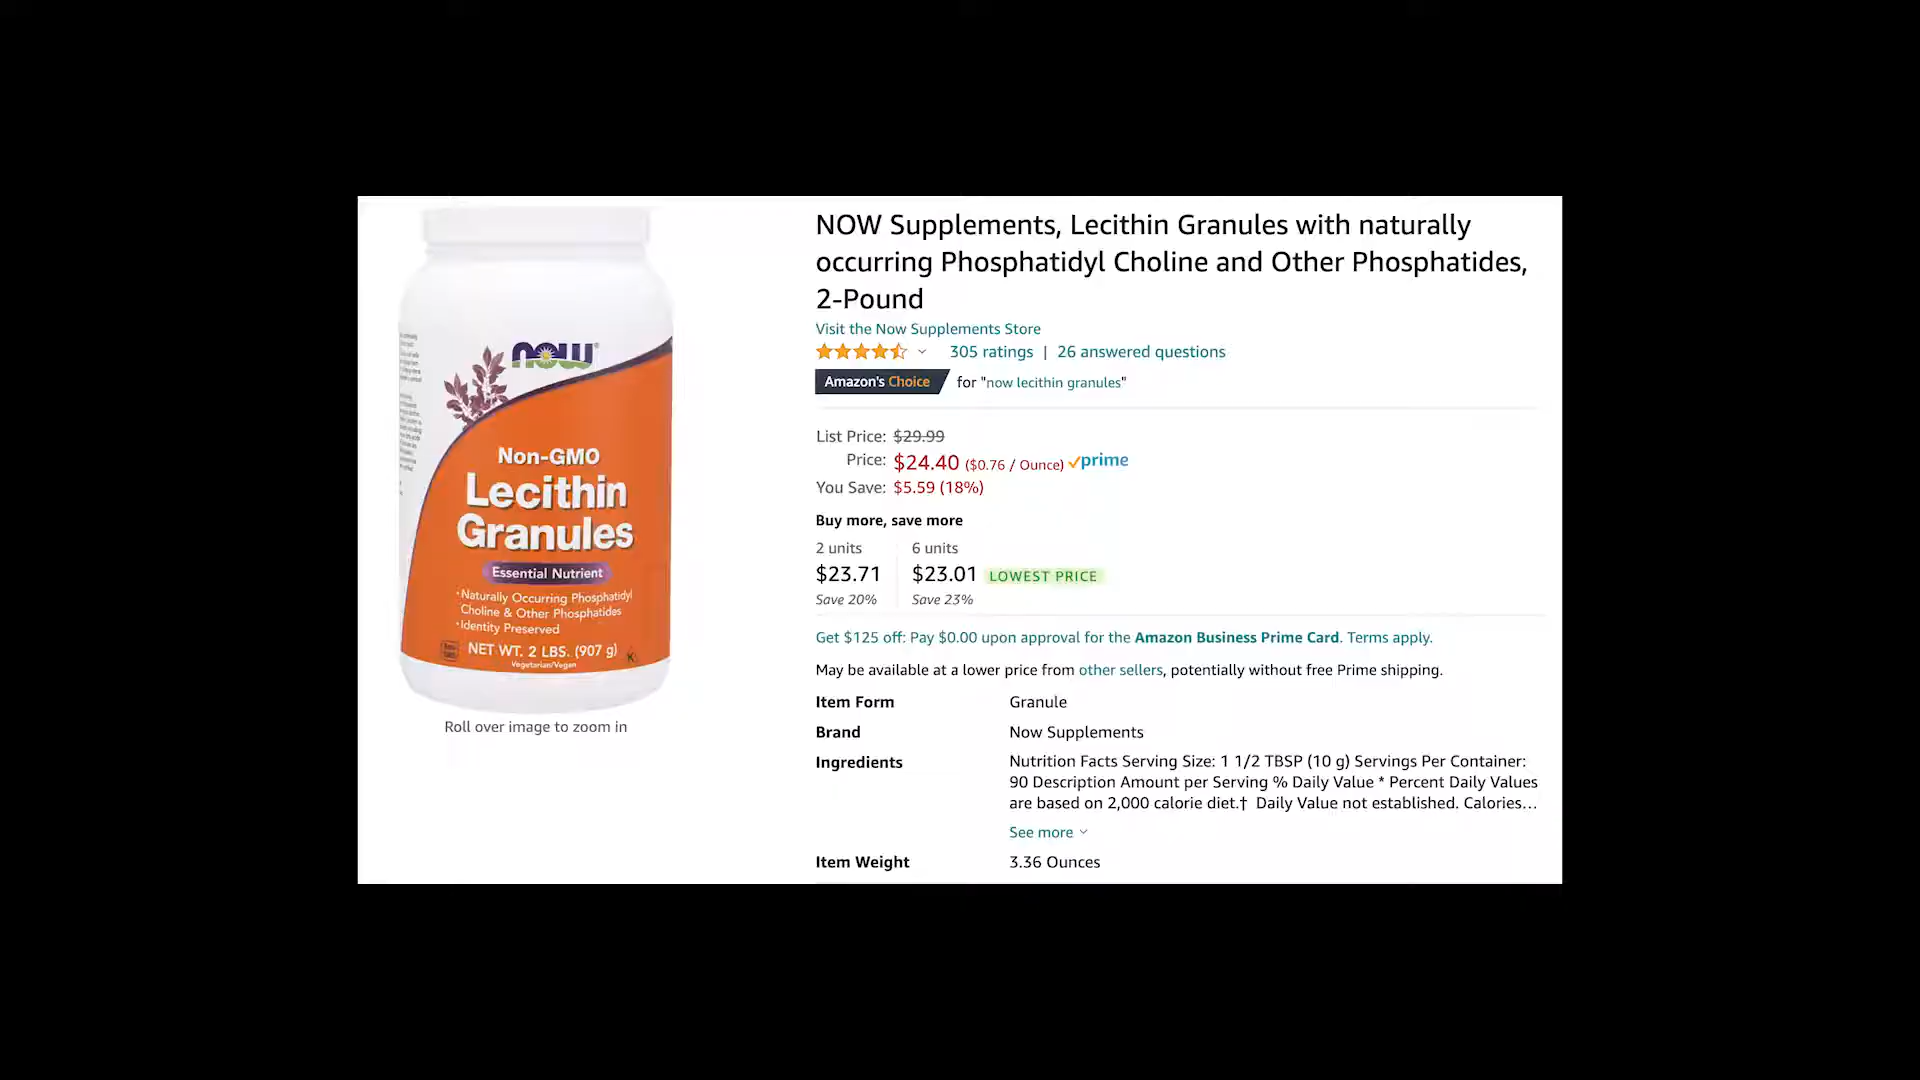 NOW Supplements, Lecithin Granules with naturally
occurring Phosphatidyl Choline and Other Phosphatides,
2-Pound
Visit the Now Supplements Store
305 ratings | 26 answered questions
Amazon's Choice for "now lecithin granules"
List Price: $29.99
Price: $24.40 ($0.76 / Ounce) prime
You Save: $5.59 (18%)
Buy more, save more
2 units 6 units
$23.71 $23.01 LOWEST PRICE
Save 20% Save 23%
Get $125 off: Pay $0.00 upon approval for the Amazon Business Prime Card. Terms apply.
May be available at a lower price from other sellers, potentially without free Prime shipping.
Item Form Granule
Brand Now Supplements
Ingredients Nutrition Facts Serving Size: 1 1/2 TBSP (10 g) Servings Per Container:
90 Description Amount per Serving % Daily Value * Percent Daily Values
are based on 2,000 calorie diet.† Daily Value not established. Calories…
See more
Item Weight 3.36 Ounces
now
Non-GMO
Lecithin
Granules
Essential Nutrient
• Naturally Occurring Phosphatidyl
Choline & Other Phosphatides
• Identity Preserved
NET WT. 2 LBS. (907 g)
Vegetarian/Vegan
K
Roll over image to zoom in